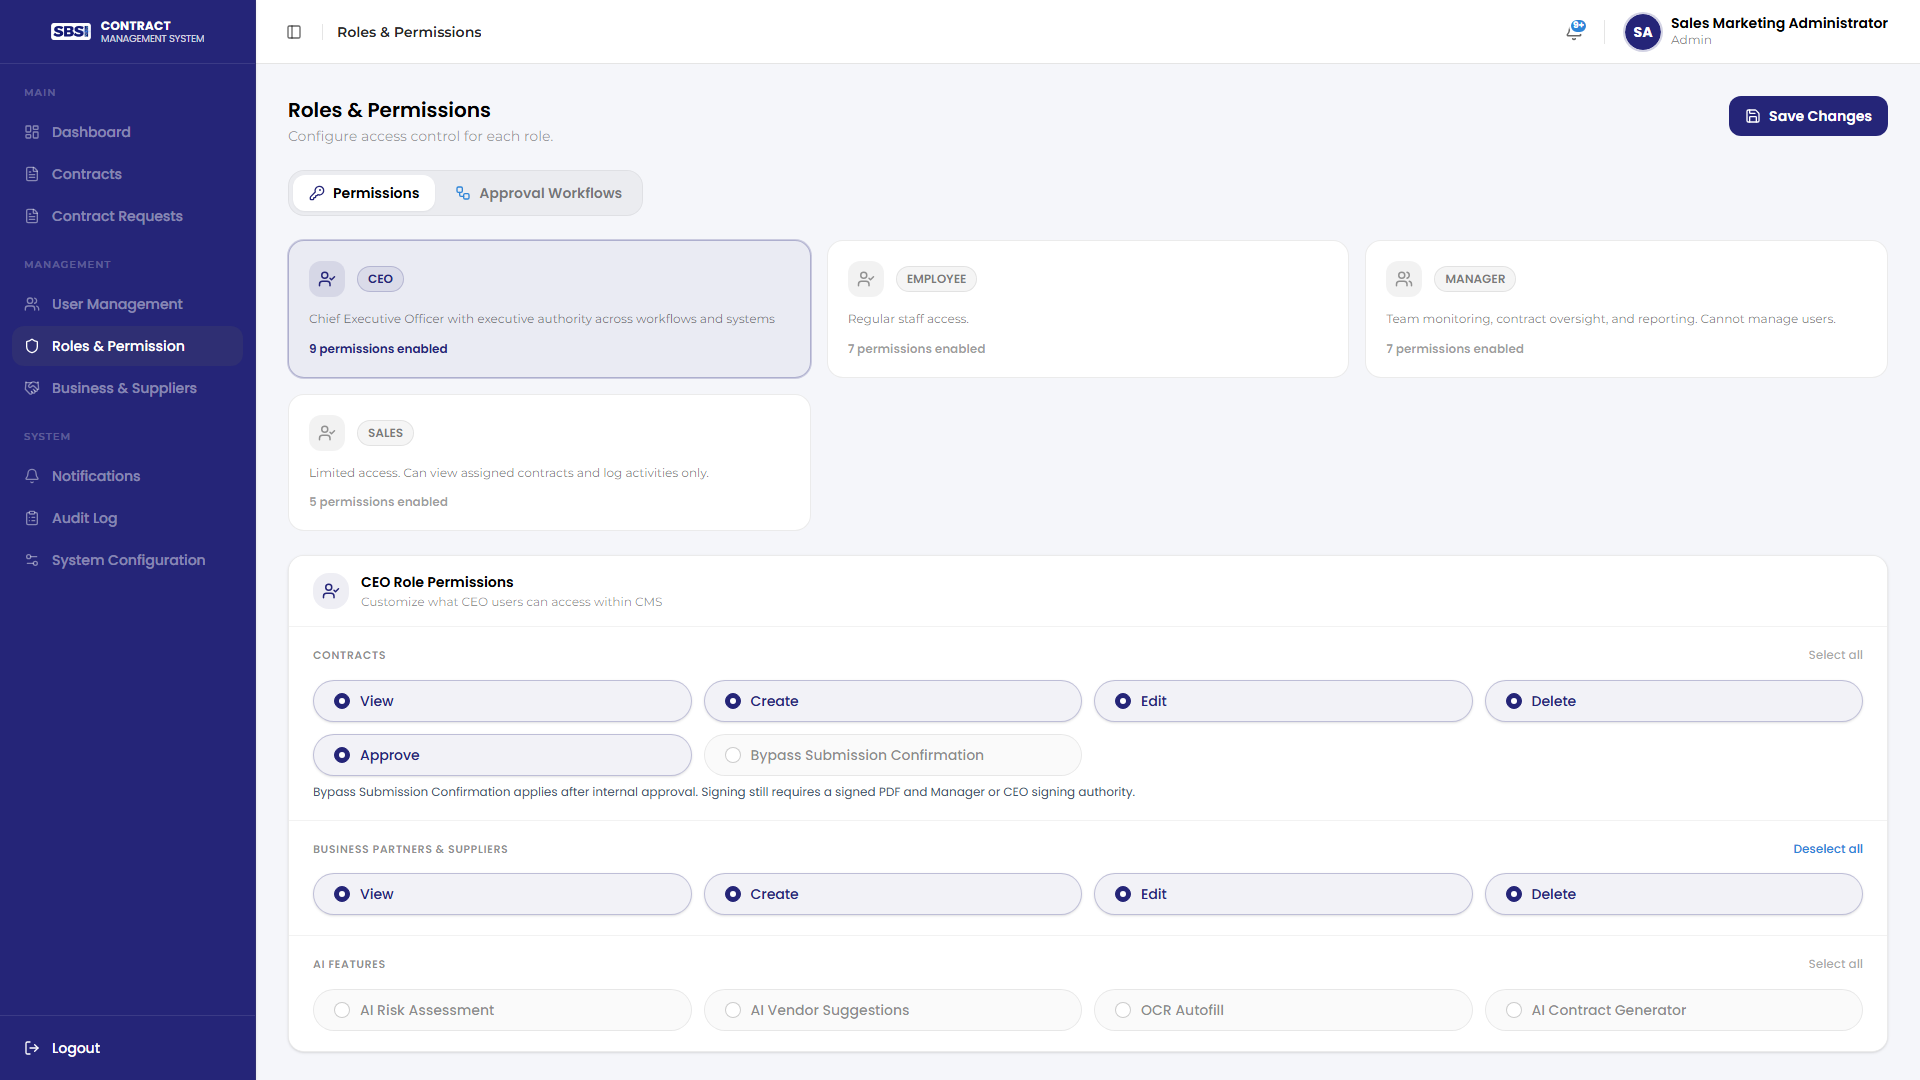 SBSI
CONTRACT
MANAGEMENT SYSTEM
MAIN
Dashboard
Contracts
Contract Requests
MANAGEMENT
User Management
Roles & Permission
Business & Suppliers
SYSTEM
Notifications
Audit Log
System Configuration
Logout
Roles & Permissions
9+
SA
Sales Marketing Administrator
Admin
Roles & Permissions
Configure access control for each role.
Save Changes
Permissions
Approval Workflows
CEO
Chief Executive Officer with executive authority across workflows and systems
9 permissions enabled
EMPLOYEE
Regular staff access.
7 permissions enabled
MANAGER
Team monitoring, contract oversight, and reporting. Cannot manage users.
7 permissions enabled
SALES
Limited access. Can view assigned contracts and log activities only.
5 permissions enabled
CEO Role Permissions
Customize what CEO users can access within CMS
CONTRACTS
Select all
View
Create
Edit
Delete
Approve
Bypass Submission Confirmation
Bypass Submission Confirmation applies after internal approval. Signing still requires a signed PDF and Manager or CEO signing authority.
BUSINESS PARTNERS & SUPPLIERS
Deselect all
View
Create
Edit
Delete
AI FEATURES
Select all
AI Risk Assessment
AI Vendor Suggestions
OCR Autofill
AI Contract Generator